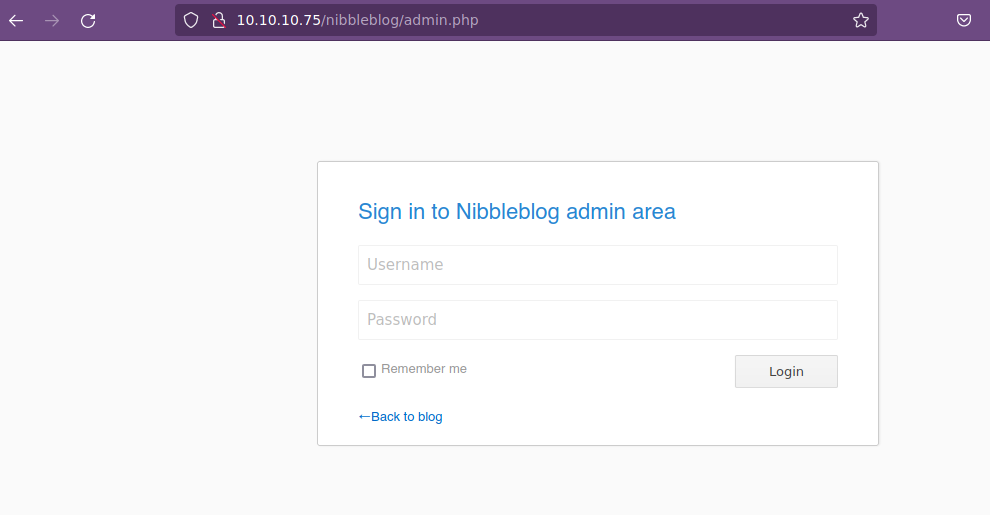 10.10.10.75/nibbleblog/admin.php
Sign in to Nibbleblog admin area
Username
Password
Remember me
Login
←Back to blog